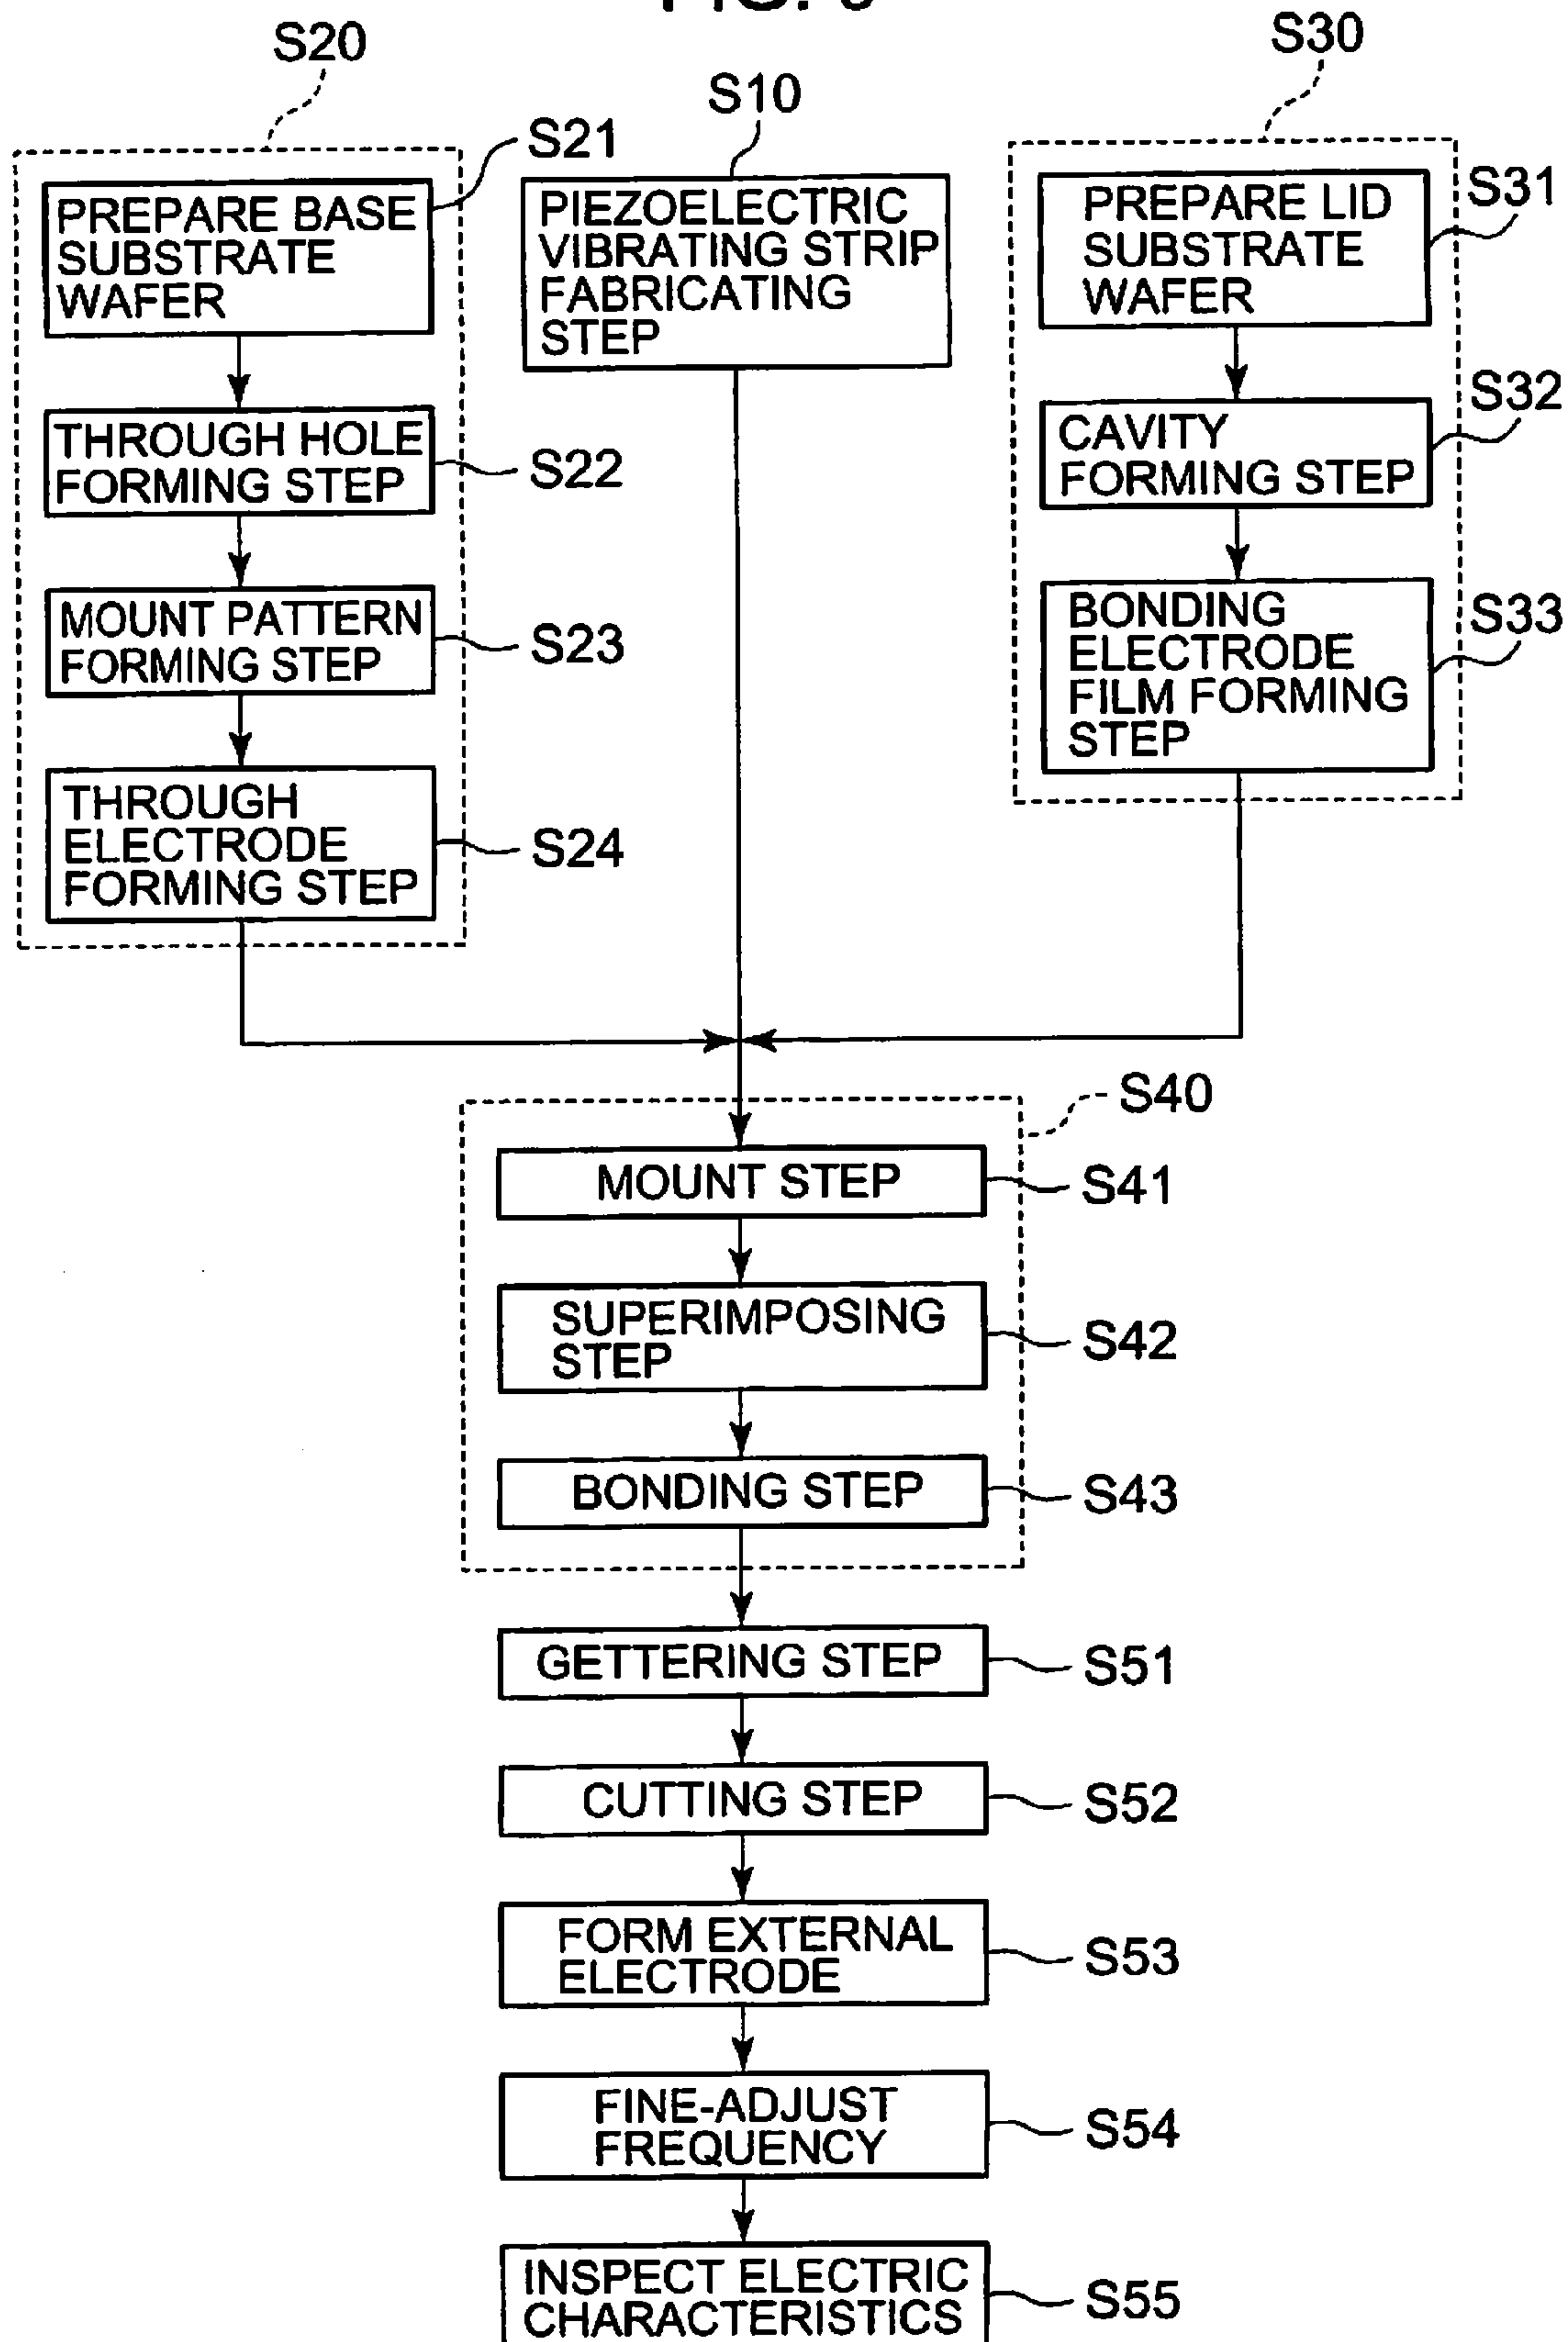 S20
S10
S30
S21
PREPARE BASE
SUBSTRATE
WAFER
S22
THROUGH HOLE
FORMING STEP
S23
MOUNT PATTERN
FORMING STEP
S24
THROUGH
ELECTRODE
FORMING STEP
PIEZOELECTRIC
VIBRATING STRIP
FABRICATING
STEP
S31
PREPARE LID
SUBSTRATE
WAFER
S32
CAVITY
FORMING STEP
S33
BONDING
ELECTRODE
FILM FORMING
STEP
S40
MOUNT STEP
S41
SUPERIMPOSING
STEP
S42
BONDING STEP
S43
GETTERING STEP
S51
CUTTING STEP
S52
FORM EXTERNAL
ELECTRODE
S53
FINE-ADJUST
FREQUENCY
S54
INSPECT ELECTRIC
CHARACTERISTICS
S55